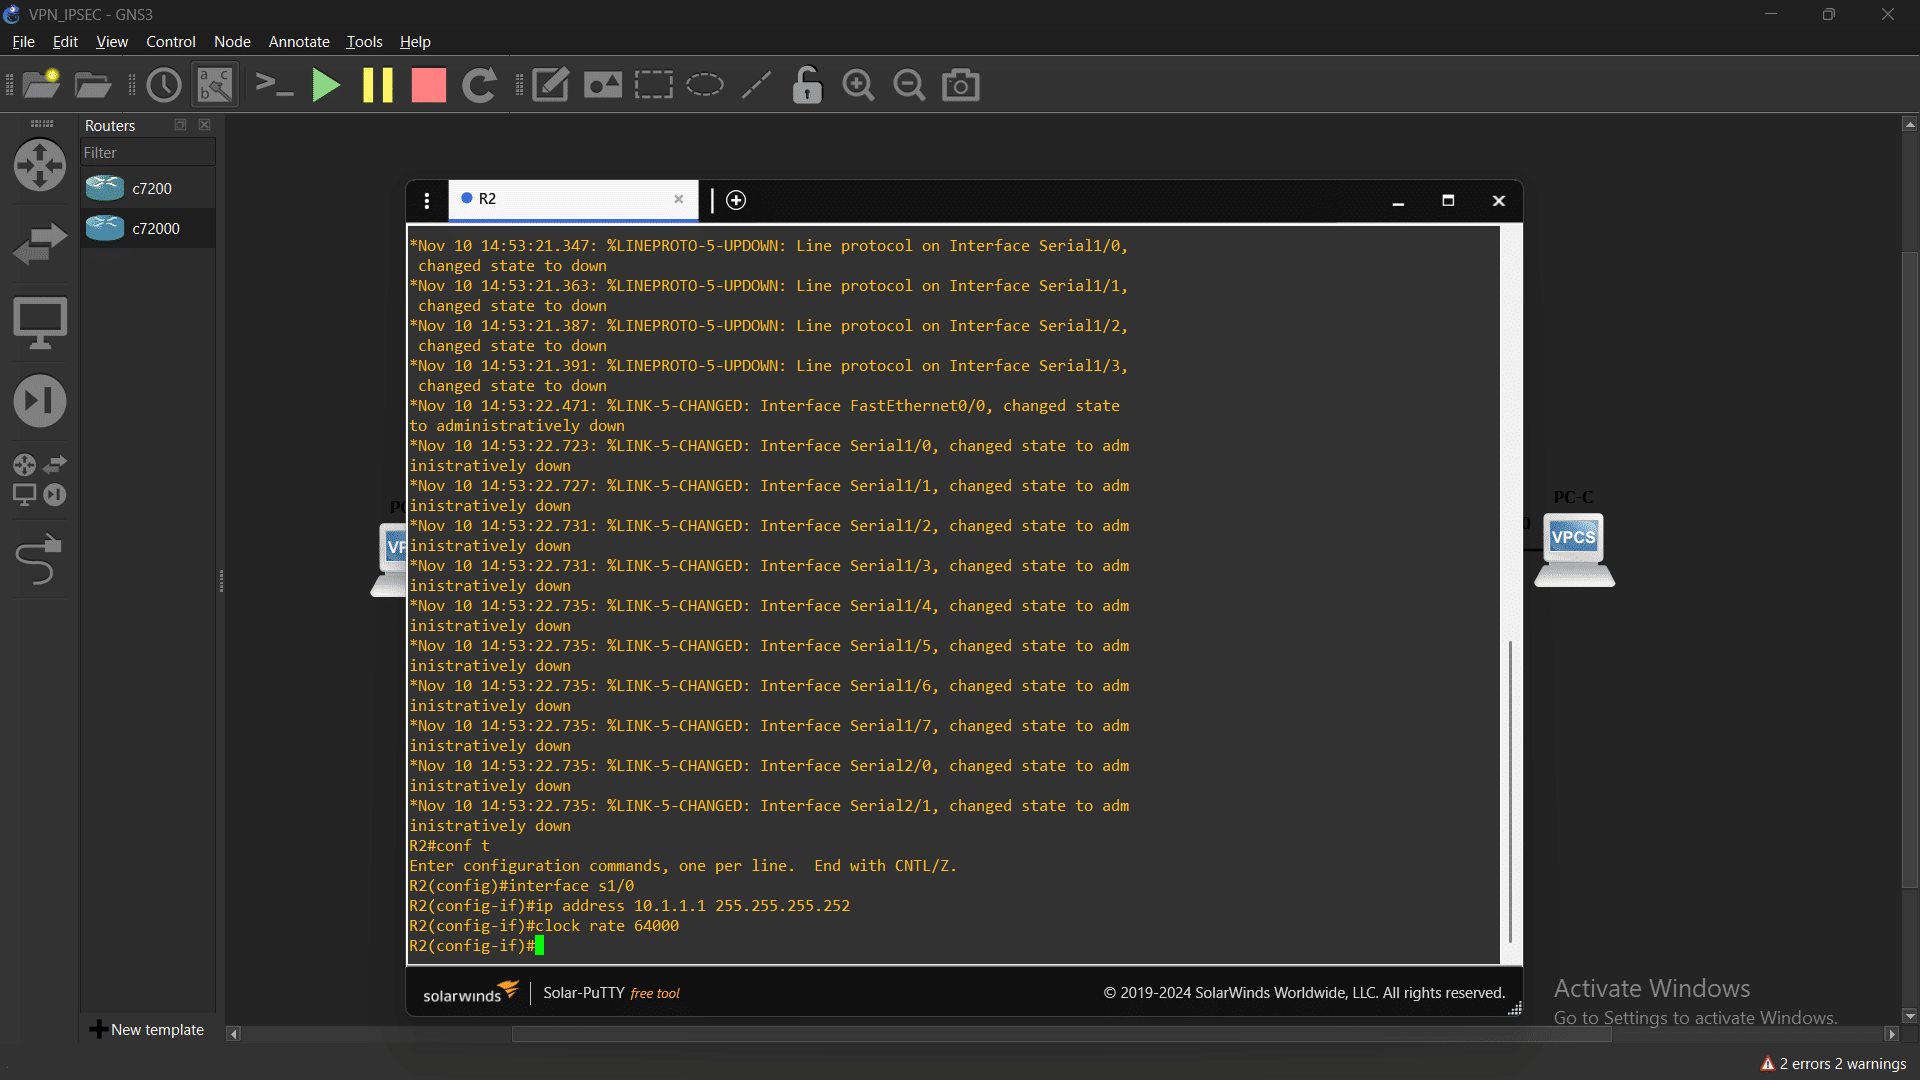 VPN_IPSEC - GNS3
File Edit View Control Node Annotate Tools Help
Routers
Filter
c7200
c72000
New template
R2
*Nov 10 14:53:21.347: %LINEPROTO-5-UPDOWN: Line protocol on Interface Serial1/0,
changed state to down
*Nov 10 14:53:21.363: %LINEPROTO-5-UPDOWN: Line protocol on Interface Serial1/1,
changed state to down
*Nov 10 14:53:21.387: %LINEPROTO-5-UPDOWN: Line protocol on Interface Serial1/2,
changed state to down
*Nov 10 14:53:21.391: %LINEPROTO-5-UPDOWN: Line protocol on Interface Serial1/3,
changed state to down
*Nov 10 14:53:22.471: %LINK-5-CHANGED: Interface FastEthernet0/0, changed state
to administratively down
*Nov 10 14:53:22.723: %LINK-5-CHANGED: Interface Serial1/0, changed state to adm
inistratively down
*Nov 10 14:53:22.727: %LINK-5-CHANGED: Interface Serial1/1, changed state to adm
inistratively down
*Nov 10 14:53:22.731: %LINK-5-CHANGED: Interface Serial1/2, changed state to adm
inistratively down
*Nov 10 14:53:22.731: %LINK-5-CHANGED: Interface Serial1/3, changed state to adm
inistratively down
*Nov 10 14:53:22.735: %LINK-5-CHANGED: Interface Serial1/4, changed state to adm
inistratively down
*Nov 10 14:53:22.735: %LINK-5-CHANGED: Interface Serial1/5, changed state to adm
inistratively down
*Nov 10 14:53:22.735: %LINK-5-CHANGED: Interface Serial1/6, changed state to adm
inistratively down
*Nov 10 14:53:22.735: %LINK-5-CHANGED: Interface Serial1/7, changed state to adm
inistratively down
*Nov 10 14:53:22.735: %LINK-5-CHANGED: Interface Serial2/0, changed state to adm
inistratively down
*Nov 10 14:53:22.735: %LINK-5-CHANGED: Interface Serial2/1, changed state to adm
inistratively down
R2#conf t
Enter configuration commands, one per line.  End with CNTL/Z.
R2(config)#interface s1/0
R2(config-if)#ip address 10.1.1.1 255.255.255.252
R2(config-if)#clock rate 64000
R2(config-if)#
solarwinds
Solar-PuTTY free tool
© 2019-2024 SolarWinds Worldwide, LLC. All rights reserved.
PC-C
VPCS
Activate Windows
Go to Settings to activate Windows.
2 errors 2 warnings